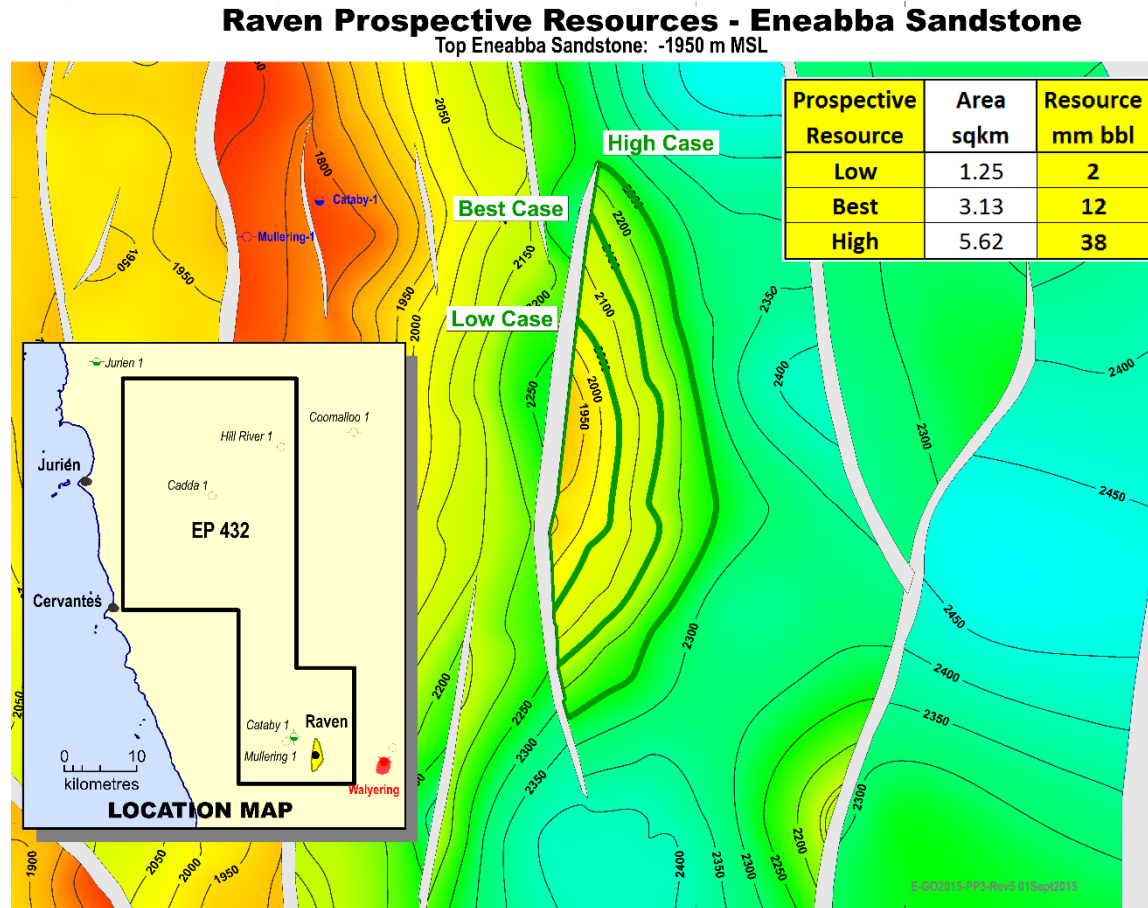 Raven Prospective Resources - Eneabba Sandstone
Top Eneabba Sandstone: -1950 m MSL
Prospective Resource Area sqkm Resource mm bbl
Low 1.25 2
Best 3.13 12
High 5.62 38
High Case
Best Case
Low Case
Cataby-1
Mullering-1
1800
2050
1950
1950
2150
2200
1950
2000
2250
2200
2100
2000
1950
2350
2400
2300
2400
2450
2450
2400
2350
2300
2300
2200
2250
2300
2350
2050
2200
2250
2400
2350
2300
1900
2050
2000
1950
Jurien 1
Coomalloo 1
Hill River 1
Jurien
Cadda 1
EP 432
Cervantes
Cataby 1
Raven
Mullering 1
0 10
kilometres
Walyering
LOCATION MAP
E-GO2015-PP3-Rev5 01Sept2015